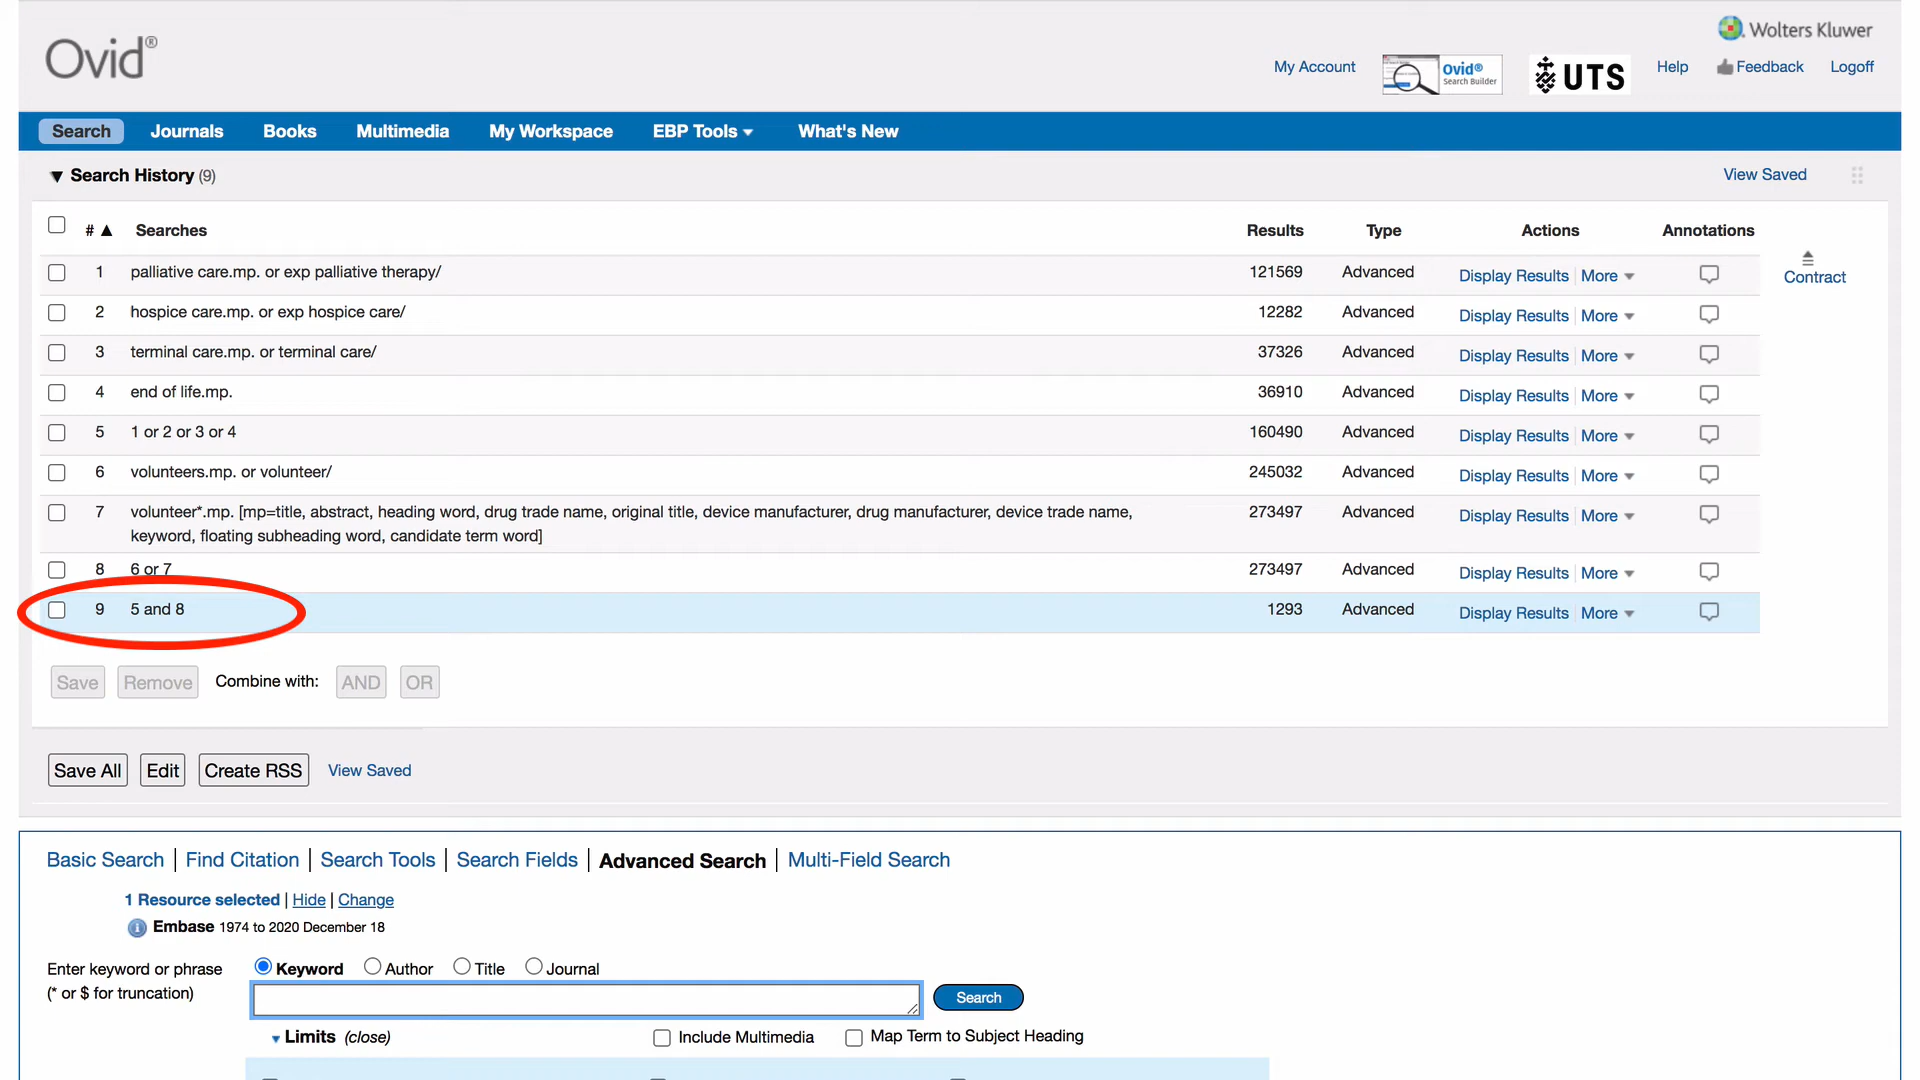 Ovid®
Wolters Kluwer
My Account
Ovid®
Search Builder
UTS
Help
Feedback
Logoff
Search
Journals
Books
Multimedia
My Workspace
EBP Tools
What's New
Search History (9)
View Saved
# Searches Results Type Actions Annotations
Contract
1 palliative care.mp. or exp palliative therapy/ 121569 Advanced Display Results More
2 hospice care.mp. or exp hospice care/ 12282 Advanced Display Results More
3 terminal care.mp. or terminal care/ 37326 Advanced Display Results More
4 end of life.mp. 36910 Advanced Display Results More
5 1 or 2 or 3 or 4 160490 Advanced Display Results More
6 volunteers.mp. or volunteer/ 245032 Advanced Display Results More
7 volunteer*.mp. [mp=title, abstract, heading word, drug trade name, original title, device manufacturer, drug manufacturer, device trade name, 273497 Advanced Display Results More
keyword, floating subheading word, candidate term word]
8 6 or 7 273497 Advanced Display Results More
9 5 and 8 1293 Advanced Display Results More
Save Remove Combine with: AND OR
Save All Edit Create RSS View Saved
Basic Search | Find Citation | Search Tools | Search Fields | Advanced Search | Multi-Field Search
1 Resource selected | Hide | Change
Embase 1974 to 2020 December 18
Enter keyword or phrase
(* or $ for truncation)
Keyword Author Title Journal
Search
Limits (close) Include Multimedia Map Term to Subject Heading